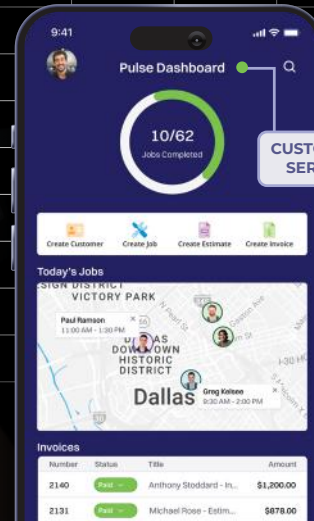 9:41
Pulse Dashboard
10/62
Jobs Completed
CUSTO
SER
Create Customer
Create Job
Create Estimate
Create Invoice
Today's Jobs
SIGN DISTRICT
VICTORY PARK
Paul Ramson ×
11:00 AM - 1:30 PM
DOWNTOWN
HISTORIC
DISTRICT
Dallas
Greg Kalsee ×
9:30 AM - 2:00 PM
Invoices
Number Status Title Amount
2140 Paid Anthony Stoddard - In... $1,200.00
2131 Paid Michael Rose - Estim... $878.00